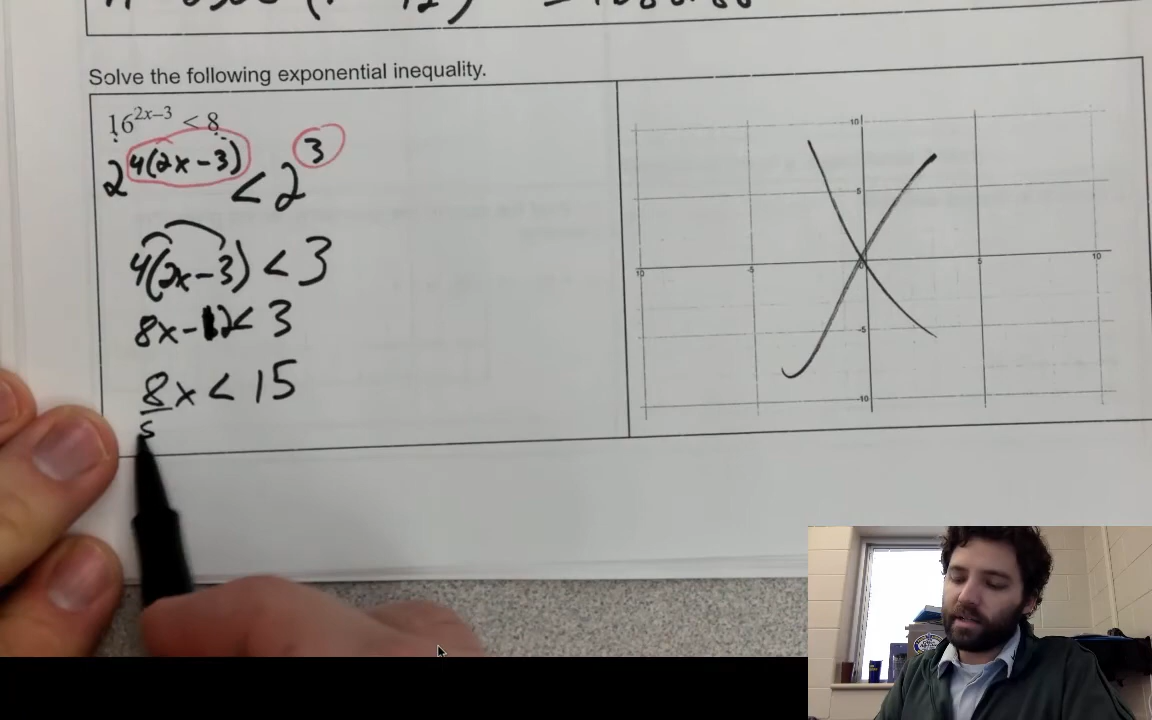 Solve the following exponential inequality.
16^{2x-3} < 8
2^{4(2x-3)} < 2^{3}
4(2x-3) < 3
8x-12 < 3
8x < 15
10
5
-5
5
10
-5
-10